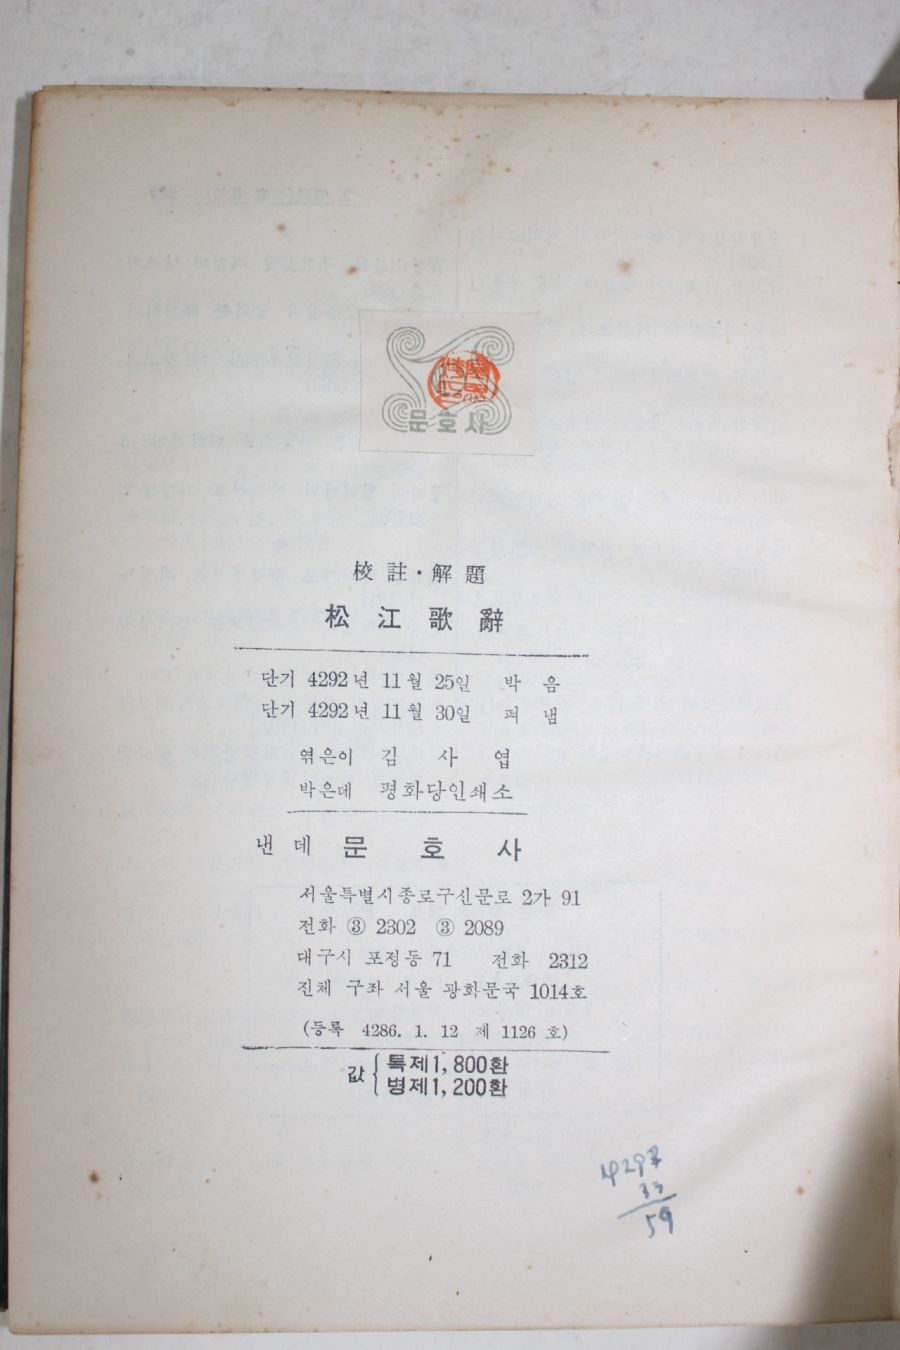 문호사
校註·解題
松江歌辭
단기 4292년 11월 25일 박음
단기 4292년 11월 30일 펴냄
엮은이 김사엽
박은데 평화당인쇄소
낸데 문호사
서울특별시종로구신문로 2가 91
전화 ③ 2302 ③ 2089
대구시 포정동 71 전화 2312
진체 구좌 서울 광화문국 1014호
(등록 4286. 1. 12 제 1126 호)
값
특제1,800환
병제1,200환
33
59